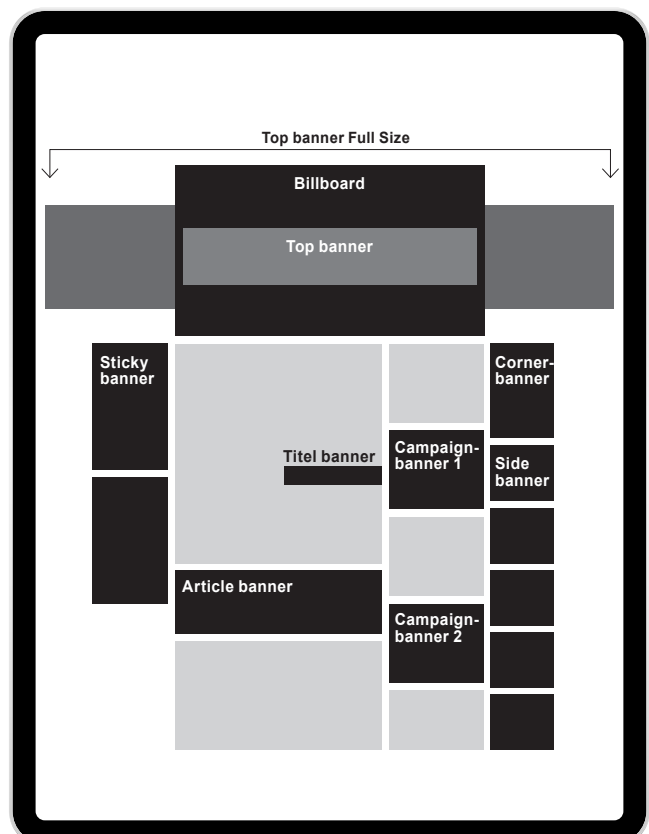 Top banner Full Size
Billboard
Top banner
Sticky
banner
Corner-
banner
Titel banner
Campaign-
banner 1
Side
banner
Article banner
Campaign-
banner 2